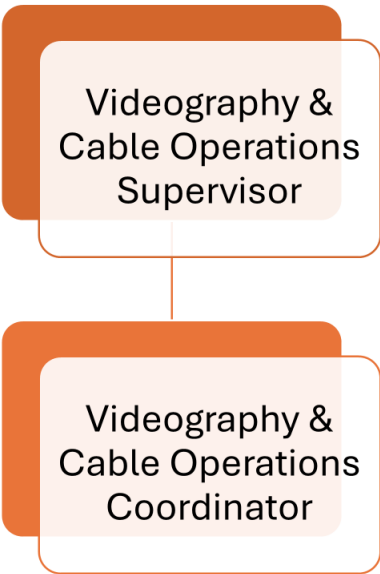 Videography &
Cable Operations
Supervisor
Videography &
Cable Operations
Coordinator